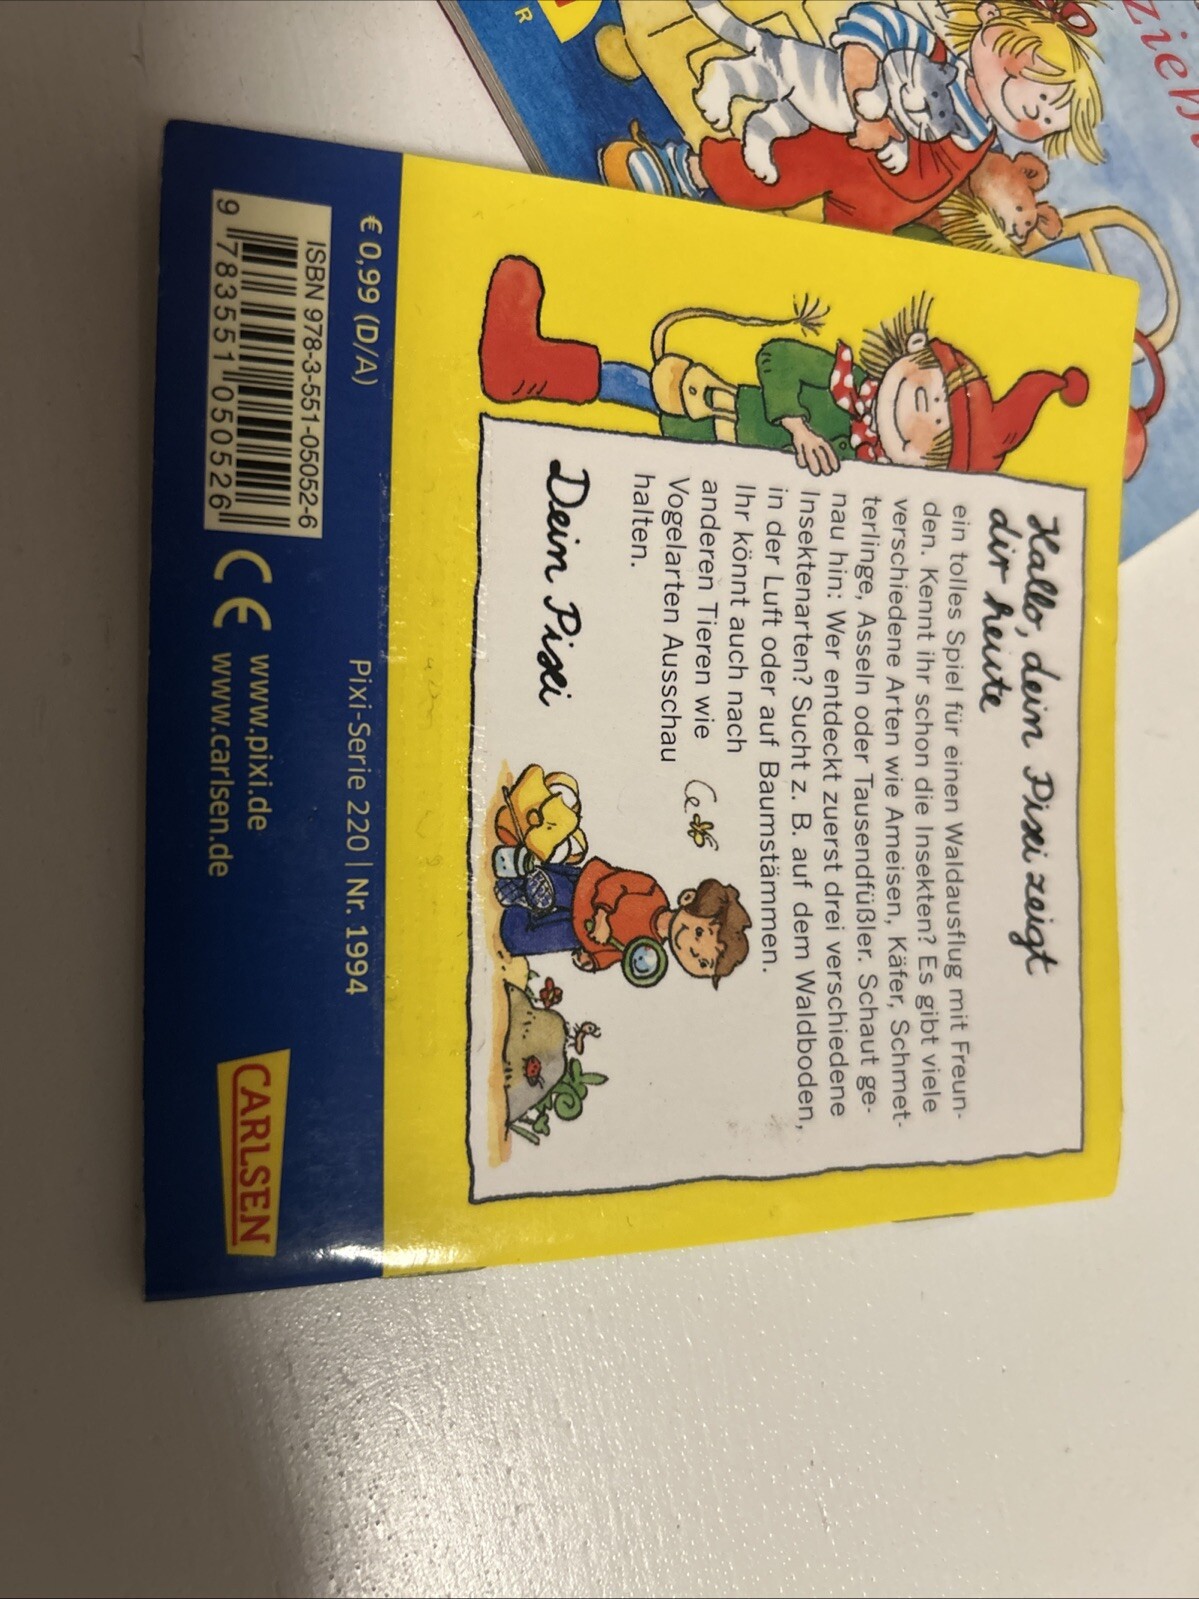 Hallo, dein Pixi zeigt
dir heute
ein tolles Spiel für einen Waldausflug mit Freun-
den. Kennt ihr schon die Insekten? Es gibt viele
verschiedene Arten wie Ameisen, Käfer, Schmet-
terlinge, Asseln oder Tausendfüßler. Schaut ge-
nau hin: Wer entdeckt zuerst drei verschiedene
Insektenarten? Sucht z. B. auf dem Waldboden,
in der Luft oder auf Baumstämmen.
Ihr könnt auch nach
anderen Tieren wie
Vogelarten Ausschau
halten.
Dein Pixi
€ 0,99 (D/A)
Pixi-Serie 220 | Nr. 1994
ISBN 978-3-551-05052-6
9 783551 050526
CE
www.pixi.de
www.carlsen.de
CARLSEN
R
zieh